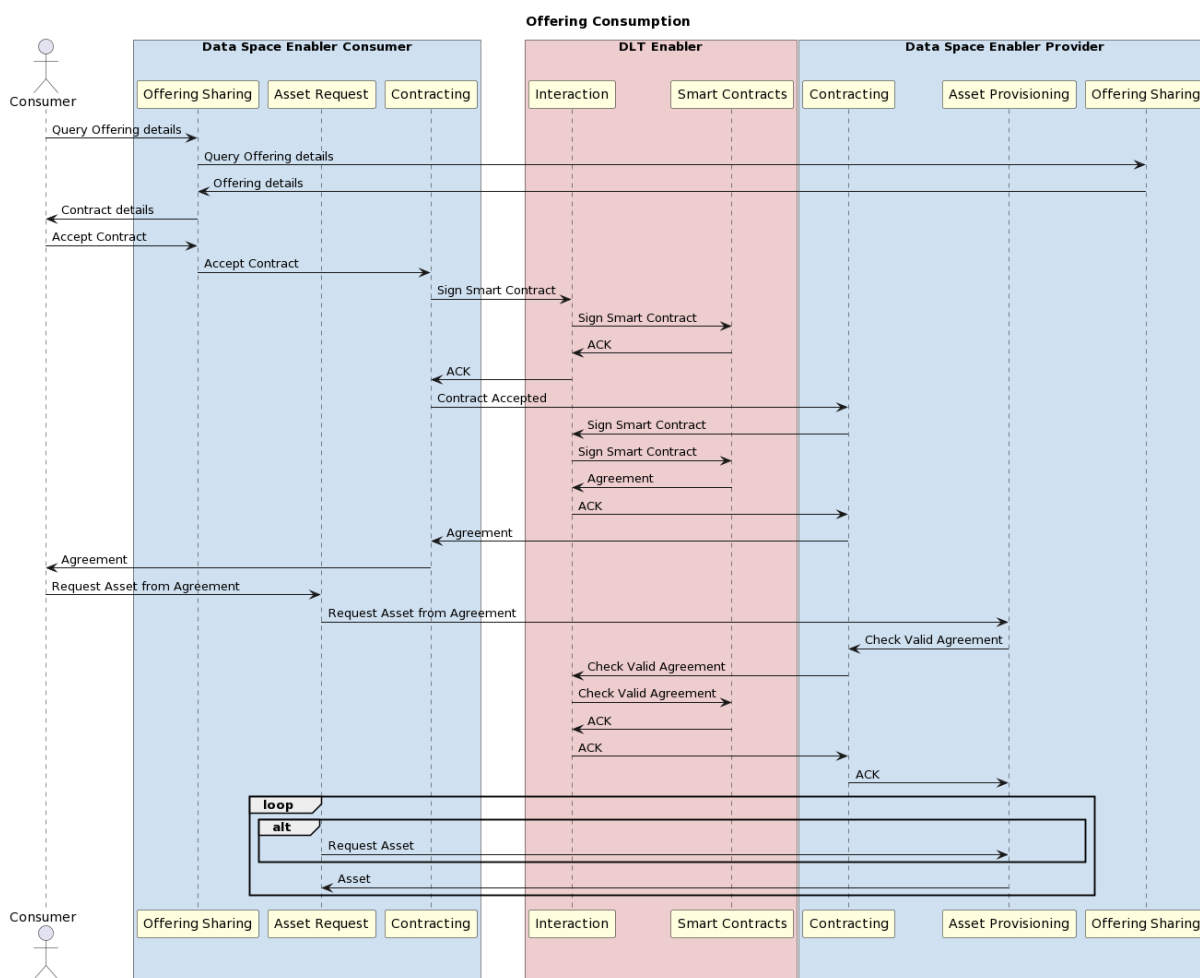 Offering Consumption
Data Space Enabler Consumer
DLT Enabler
Data Space Enabler Provider
Consumer
Offering Sharing
Asset Request
Contracting
Interaction
Smart Contracts
Contracting
Asset Provisioning
Offering Sharing
Query Offering details
Query Offering details
Offering details
Contract details
Accept Contract
Accept Contract
Sign Smart Contract
Sign Smart Contract
ACK
ACK
Contract Accepted
Sign Smart Contract
Sign Smart Contract
Agreement
ACK
Agreement
Agreement
Request Asset from Agreement
Request Asset from Agreement
Check Valid Agreement
Check Valid Agreement
Check Valid Agreement
ACK
ACK
ACK
loop
alt
Request Asset
Asset
Consumer
Offering Sharing
Asset Request
Contracting
Interaction
Smart Contracts
Contracting
Asset Provisioning
Offering Sharing